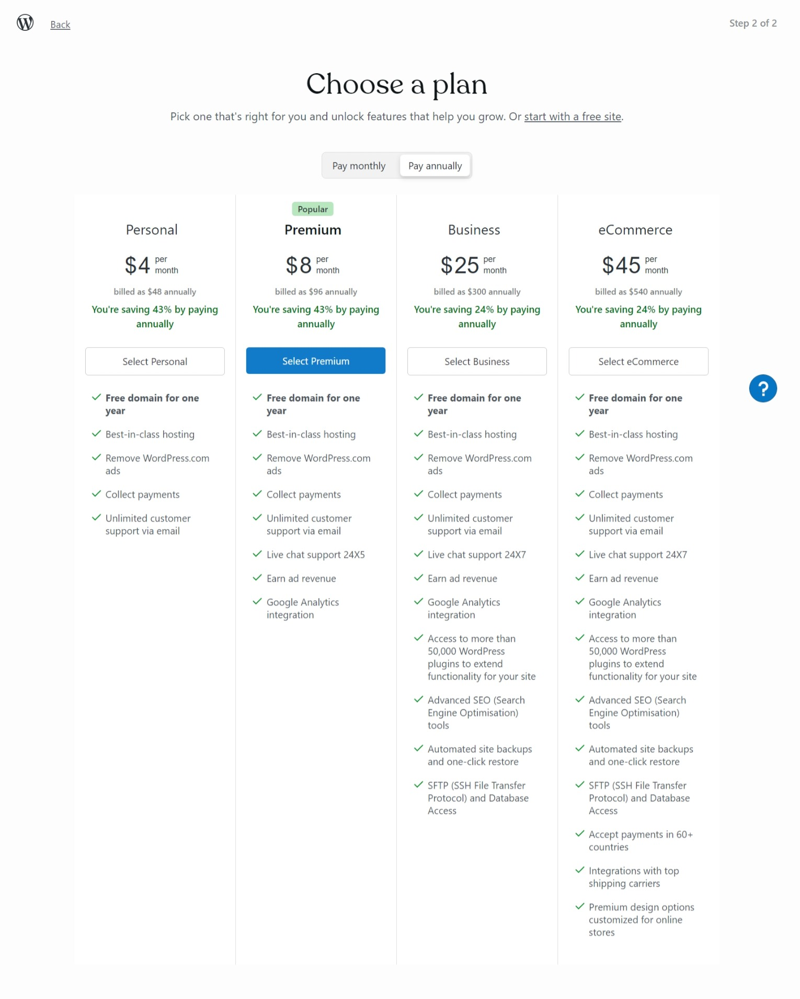 Back
Step 2 of 2
Choose a plan
Pick one that's right for you and unlock features that help you grow. Or start with a free site.
Pay monthly
Pay annually
Personal
$4 per
month
billed as $48 annually
You're saving 43% by paying
annually
Select Personal
Free domain for one
year
Best-in-class hosting
Remove WordPress.com
ads
Collect payments
Unlimited customer
support via email
Popular
Premium
$8 per
month
billed as $96 annually
You're saving 43% by paying
annually
Select Premium
Free domain for one
year
Best-in-class hosting
Remove WordPress.com
ads
Collect payments
Unlimited customer
support via email
Live chat support 24X5
Earn ad revenue
Google Analytics
integration
Business
$25 per
month
billed as $300 annually
You're saving 24% by paying
annually
Select Business
Free domain for one
year
Best-in-class hosting
Remove WordPress.com
ads
Collect payments
Unlimited customer
support via email
Live chat support 24X7
Earn ad revenue
Google Analytics
integration
Access to more than
50,000 WordPress
plugins to extend
functionality for your site
Advanced SEO (Search
Engine Optimisation)
tools
Automated site backups
and one-click restore
SFTP (SSH File Transfer
Protocol) and Database
Access
eCommerce
$45 per
month
billed as $540 annually
You're saving 24% by paying
annually
Select eCommerce
Free domain for one
year
Best-in-class hosting
Remove WordPress.com
ads
Collect payments
Unlimited customer
support via email
Live chat support 24X7
Earn ad revenue
Google Analytics
integration
Access to more than
50,000 WordPress
plugins to extend
functionality for your site
Advanced SEO (Search
Engine Optimisation)
tools
Automated site backups
and one-click restore
SFTP (SSH File Transfer
Protocol) and Database
Access
Accept payments in 60+
countries
Integrations with top
shipping carriers
Premium design options
customized for online
stores
?